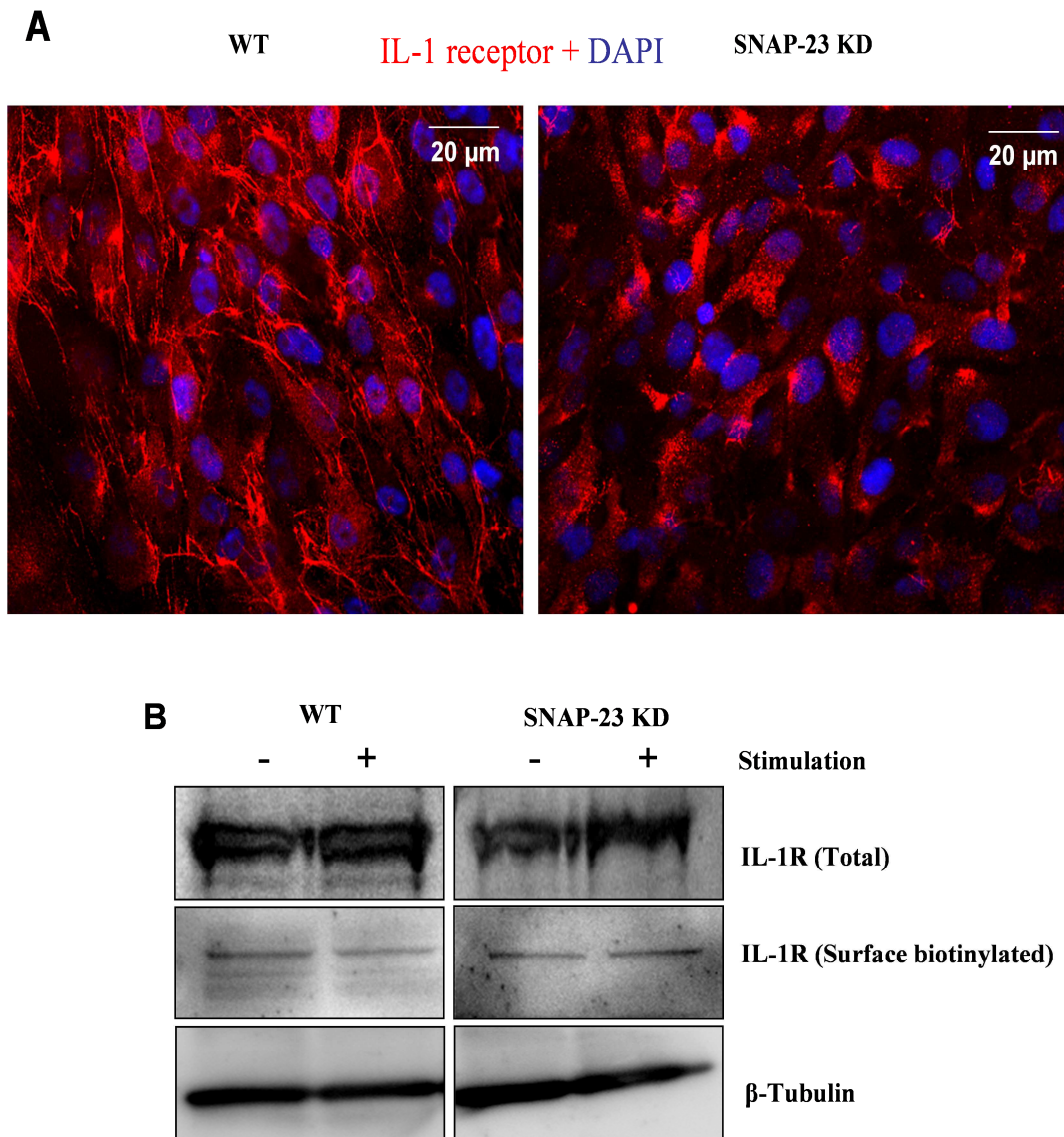 A
WT
IL-1 receptor + DAPI
SNAP-23 KD
20 µm
20 µm
B
WT
SNAP-23 KD
- +
- +
Stimulation
IL-1R (Total)
IL-1R (Surface biotinylated)
β-Tubulin